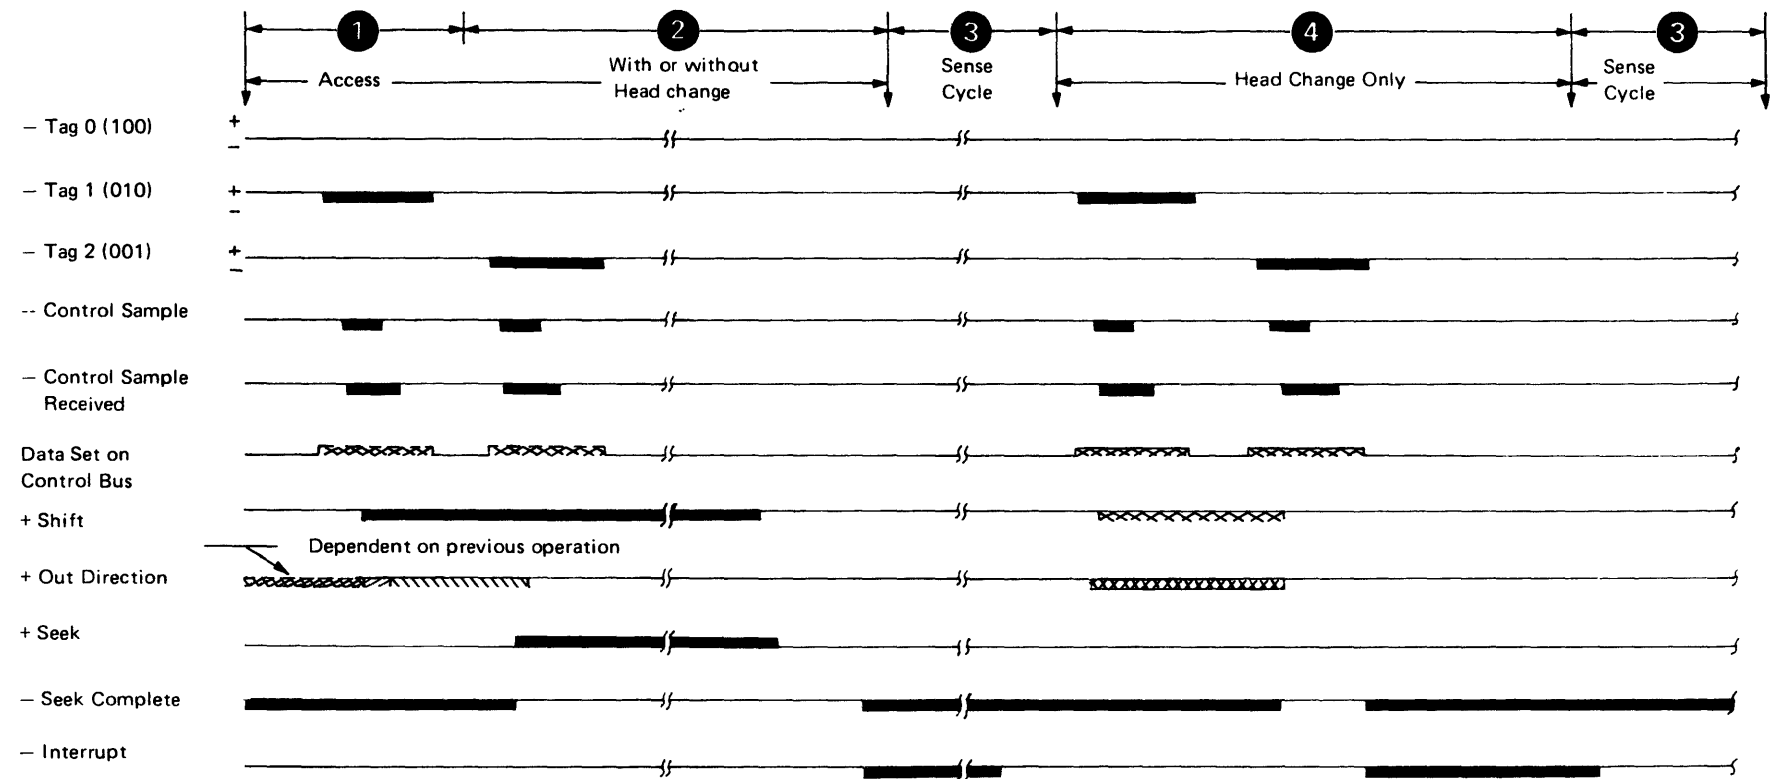 1 2 3 4 3
Access
With or without
Head change
Sense
Cycle
Head Change Only
Sense
Cycle
− Tag 0 (100) +
−
− Tag 1 (010) +
−
− Tag 2 (001) +
−
-- Control Sample
− Control Sample
Received
Data Set on
Control Bus
+ Shift
Dependent on previous operation
+ Out Direction
+ Seek
− Seek Complete
− Interrupt